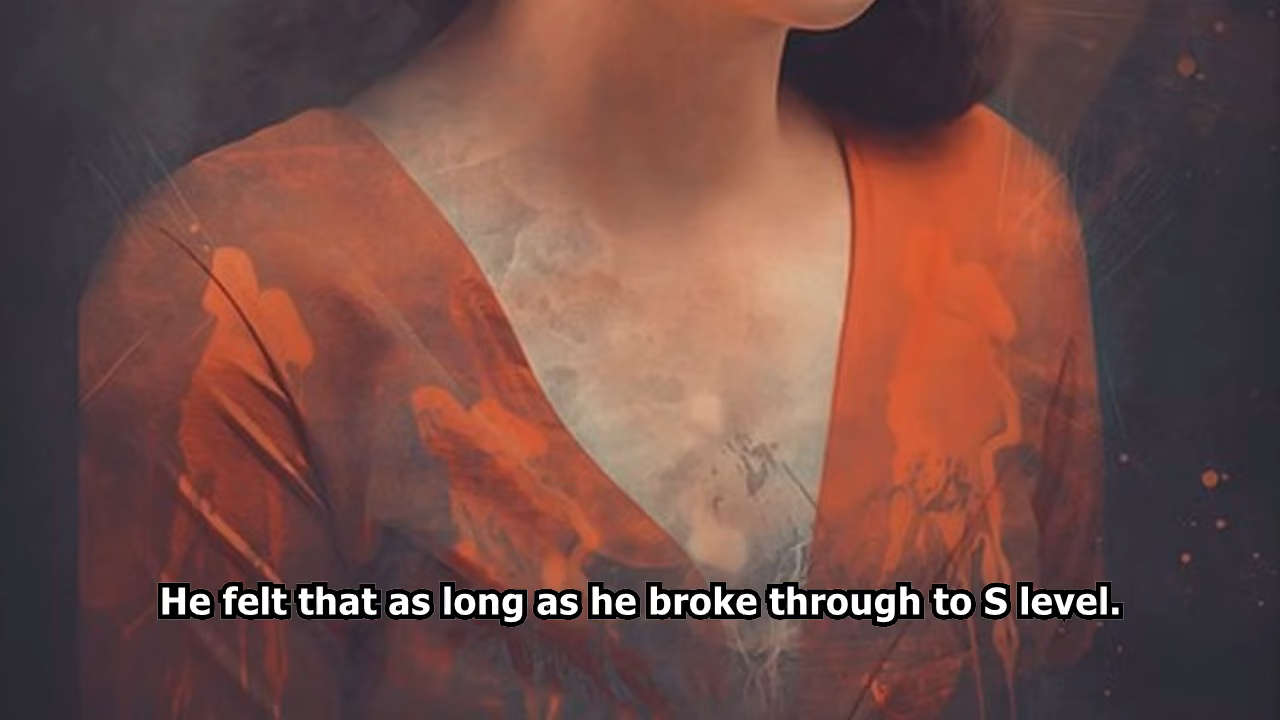 He felt that as long as he broke through to S level.